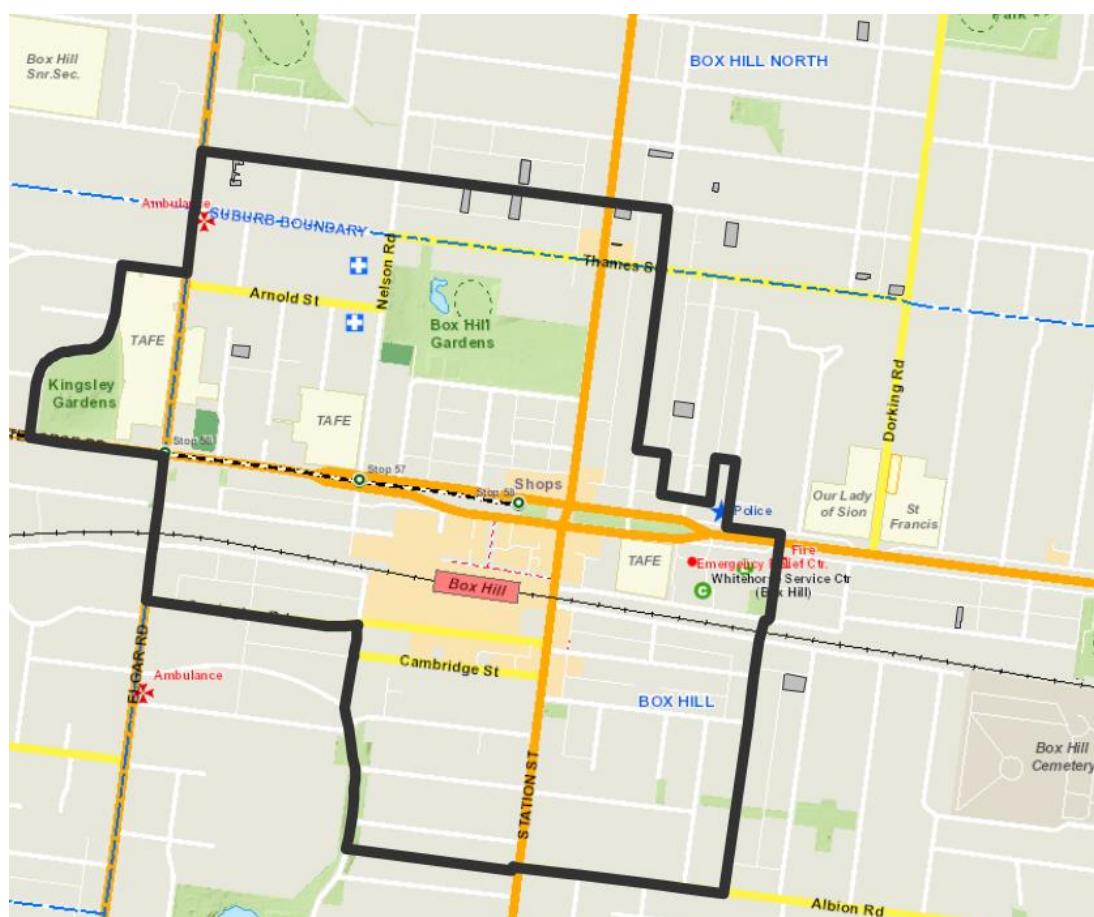 Park
Box Hill
Snr.Sec.
BOX HILL NORTH
Ambulance
SUBURB BOUNDARY
Nelson Rd
Thames St
Arnold St
Box Hill
Gardens
TAFE
Kingsley
Gardens
TAFE
Dorking Rd
Stop 57
Stop 58
Shops
Police
Our Lady
of Sion
St
Francis
TAFE
Fire
Emergency Relief Ctr.
Whitehorse Service Ctr
(Box Hill)
C
Box Hill
ELGAR RD
Ambulance
Cambridge St
BOX HILL
STATION ST
Box Hill
Cemetery
Albion Rd